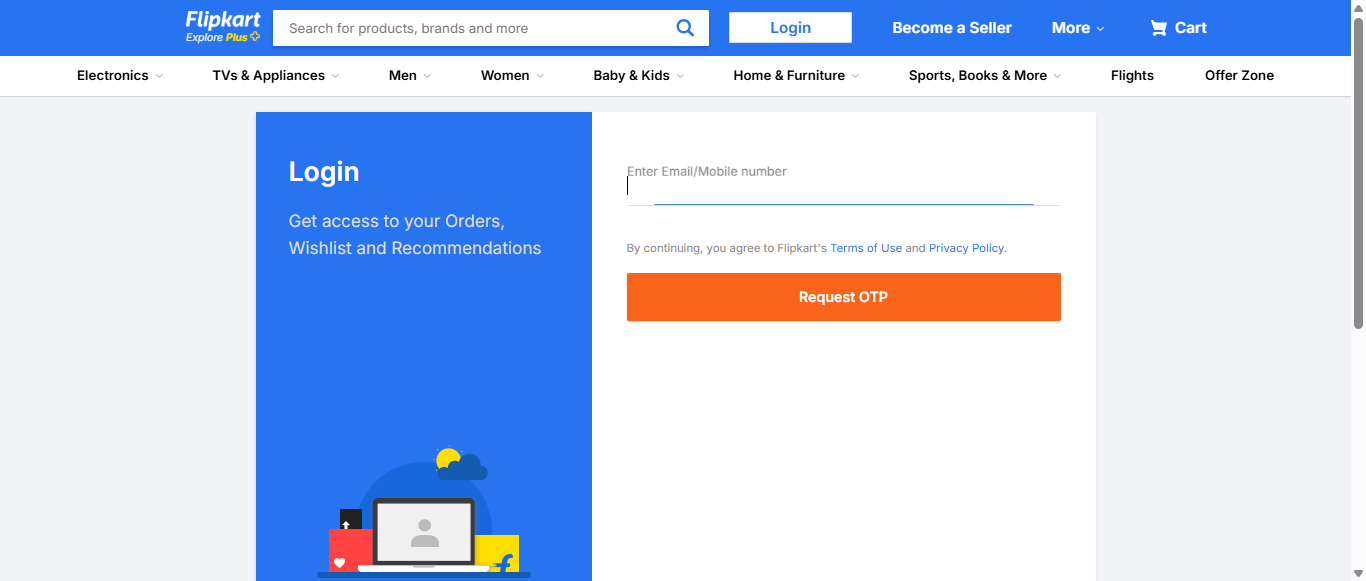 Flipkart
Explore Plus
Search for products, brands and more
Login
Become a Seller
More
Cart
Electronics
TVs & Appliances
Men
Women
Baby & Kids
Home & Furniture
Sports, Books & More
Flights
Offer Zone
Login
Get access to your Orders,
Wishlist and Recommendations
Enter Email/Mobile number
By continuing, you agree to Flipkart's Terms of Use and Privacy Policy.
Request OTP
f